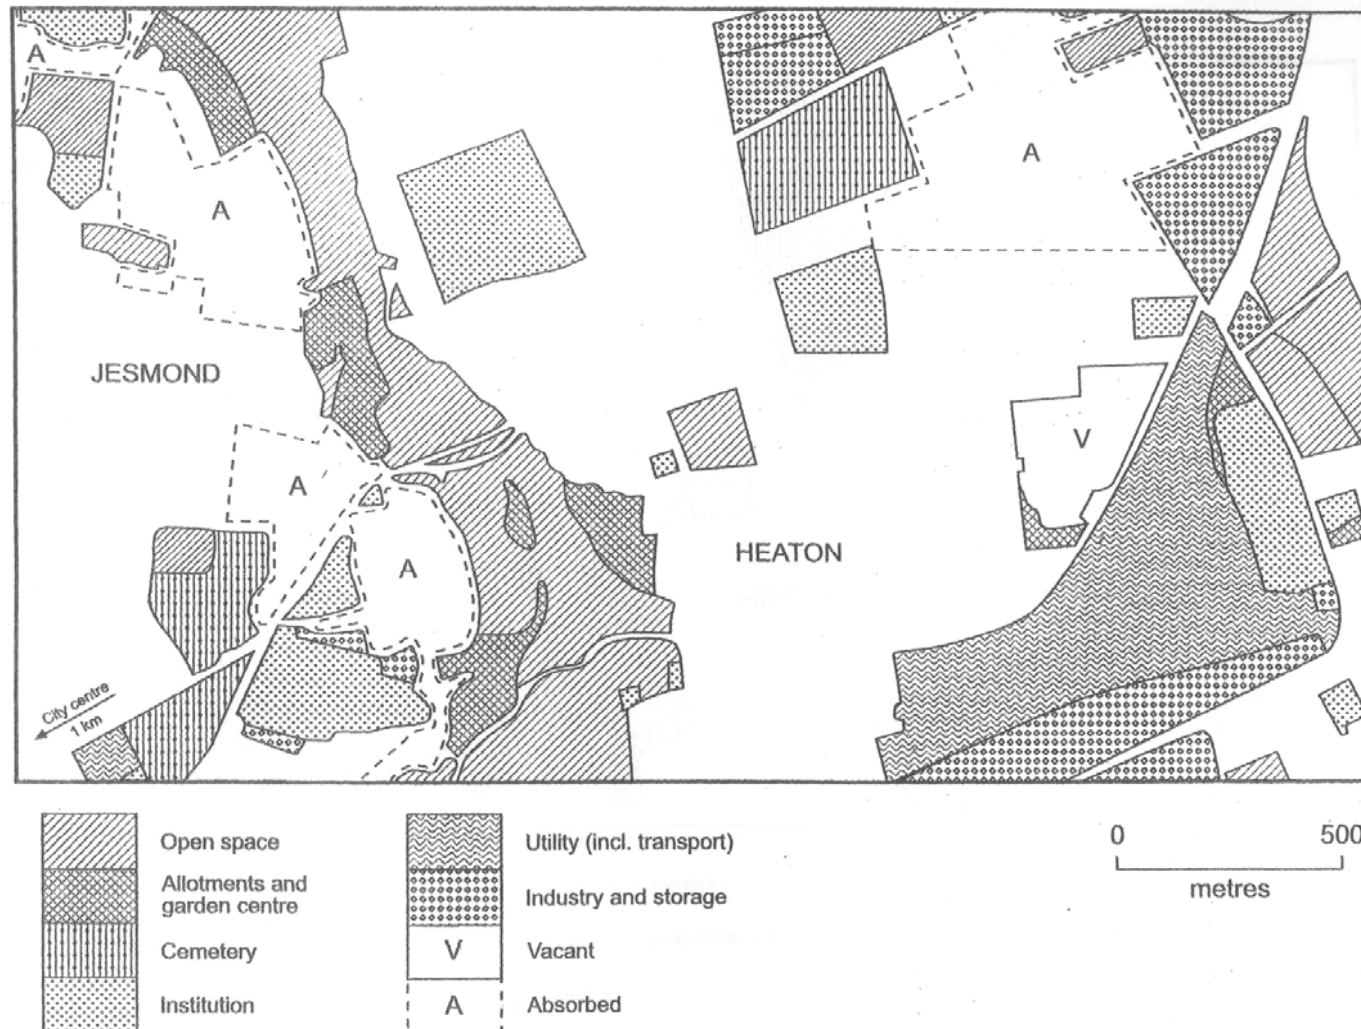 A
A
A
JESMOND
V
A
A
HEATON
City centre
1 km
Open space
Allotments and
garden centre
Cemetery
Institution
Utility (incl. transport)
Industry and storage
V
Vacant
A
Absorbed
0
500
metres